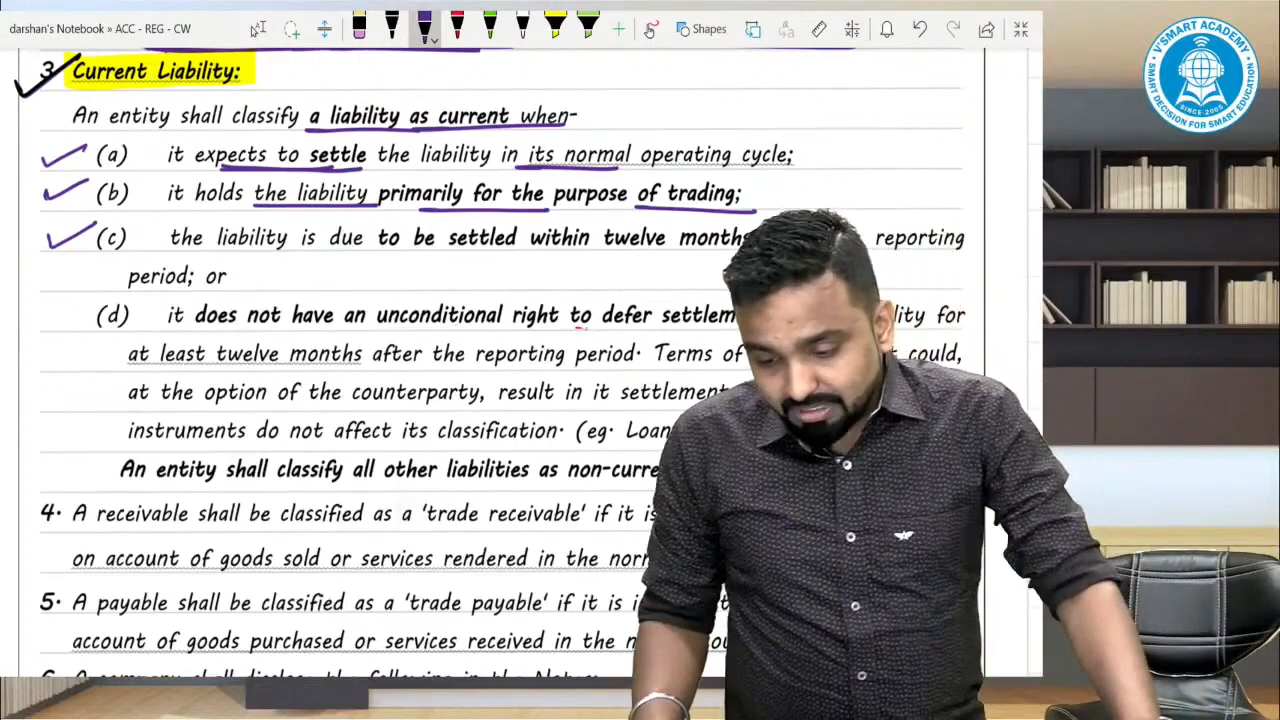 darshan's Notebook » ACC - REG - CW
Shapes
V'SMART ACADEMY
SMART DECISION FOR SMART EDUCATION
SINCE-2005
3 Current Liability:
An entity shall classify a liability as current when-
(a) it expects to settle the liability in its normal operating cycle;
(b) it holds the liability primarily for the purpose of trading;
(c) the liability is due to be settled within twelve months reporting
period; or
(d) it does not have an unconditional right to defer for
at least twelve months after the reporting period. Terms of could,
at the option of the counterparty, result in it settlement
instruments do not affect its classification. (eg. Loan
An entity shall classify all other liabilities as
4. A receivable shall be classified as a 'trade receivable' if it is
on account of goods sold or services rendered in the
5. A payable shall be classified as a 'trade payable' if it is
account of goods purchased or services received in the